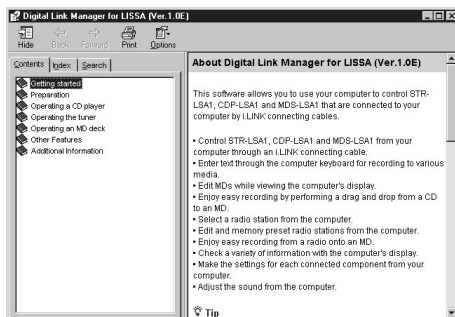 Digital Link Manager for LISSA (Ver.1.0E)
Hide Back Forward Print Options
Contents Index Search
Getting started
Preparation
Operating a CD player
Operating the tuner
Operating an MD deck
Other Features
Additional Information
About Digital Link Manager for LISSA (Ver.1.0E)
This software allows you to use your computer to control STR-
LSA1, CDP-LSA1 and MDS-LSA1 that are connected to your
computer by i.LINK connecting cables.
• Control STR-LSA1, CDP-LSA1 and MDS-LSA1 from your
computer through an i.LINK connecting cable.
• Enter text through the computer keyboard for recording to various
media.
• Edit MDs while viewing the computer's display.
• Enjoy easy recording by performing a drag and drop from a CD
to an MD.
• Select a radio station from the computer.
• Edit and memory preset radio stations from the computer.
• Enjoy easy recording from a radio onto an MD.
• Check a variety of information with the computer's display.
• Make the settings for each connected component from your
computer.
• Adjust the sound from the computer.
Tip